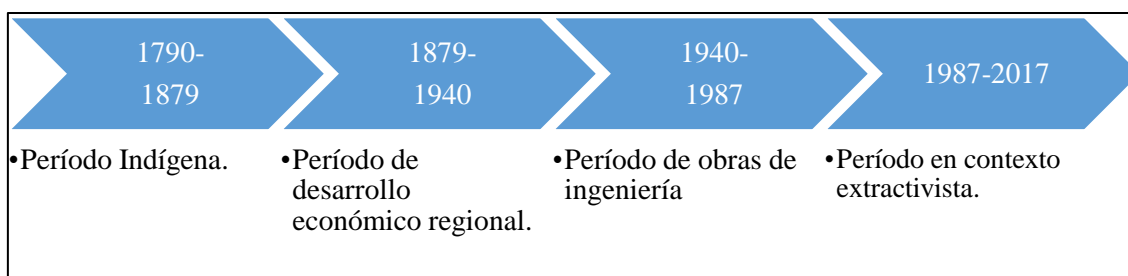 1790-
1879
1879-
1940
1940-
1987
1987-2017
•Período Indígena.
•Período de
desarrollo
económico regional.
•Período de obras de
ingeniería
•Período en contexto
extractivista.